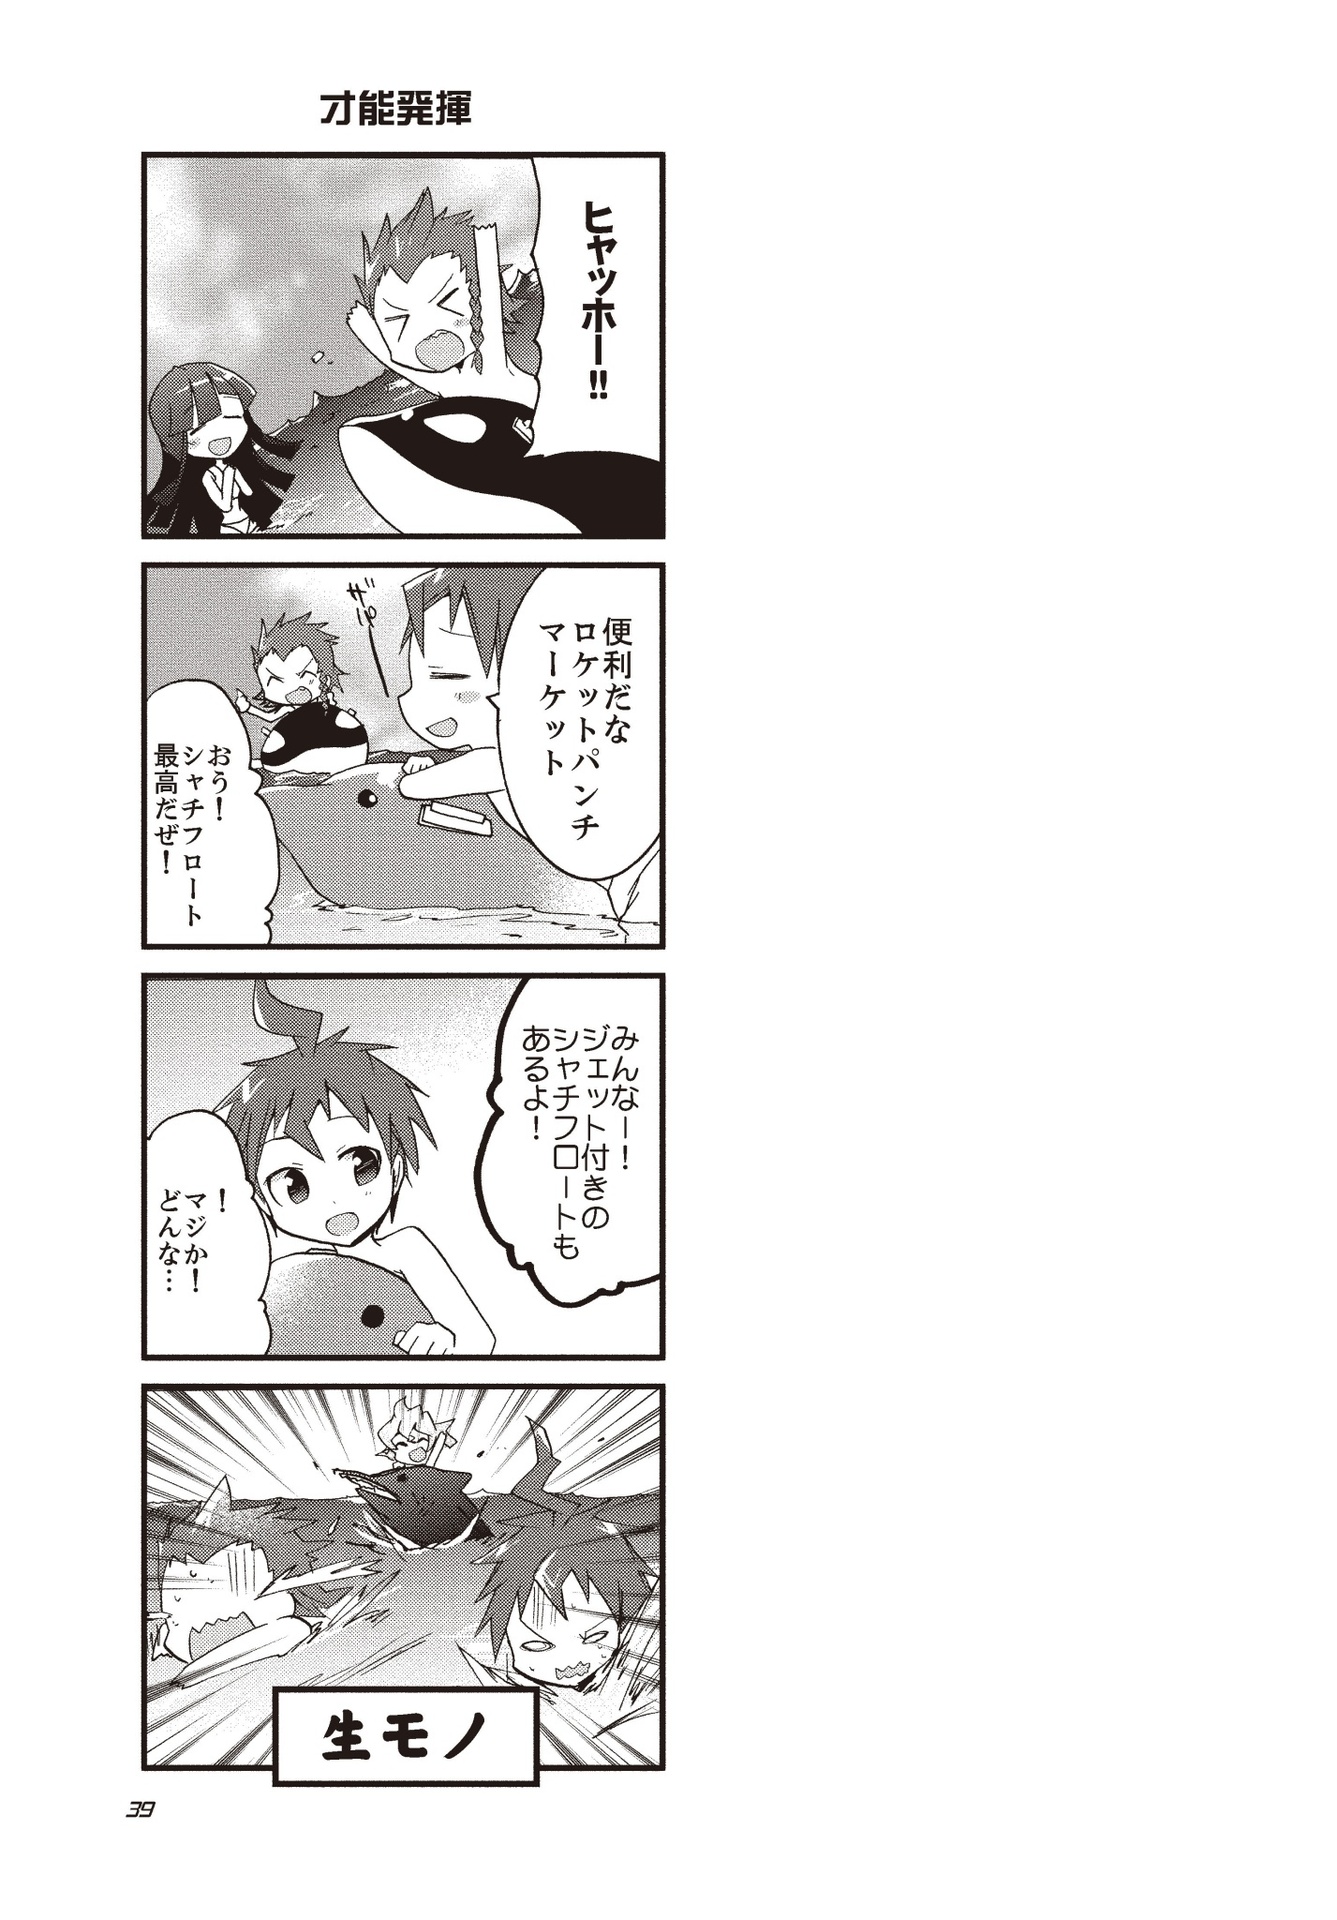 才能発揮
ヒャッホー!!
便利だな
ロケットパンチ
マーケット
ザパーッ
おう！
シャチフロート
最高だぜ！
みんなー！
ジェット付きの
シャチフロートも
あるよ！
！
マジか！
どんな…
生モノ
39